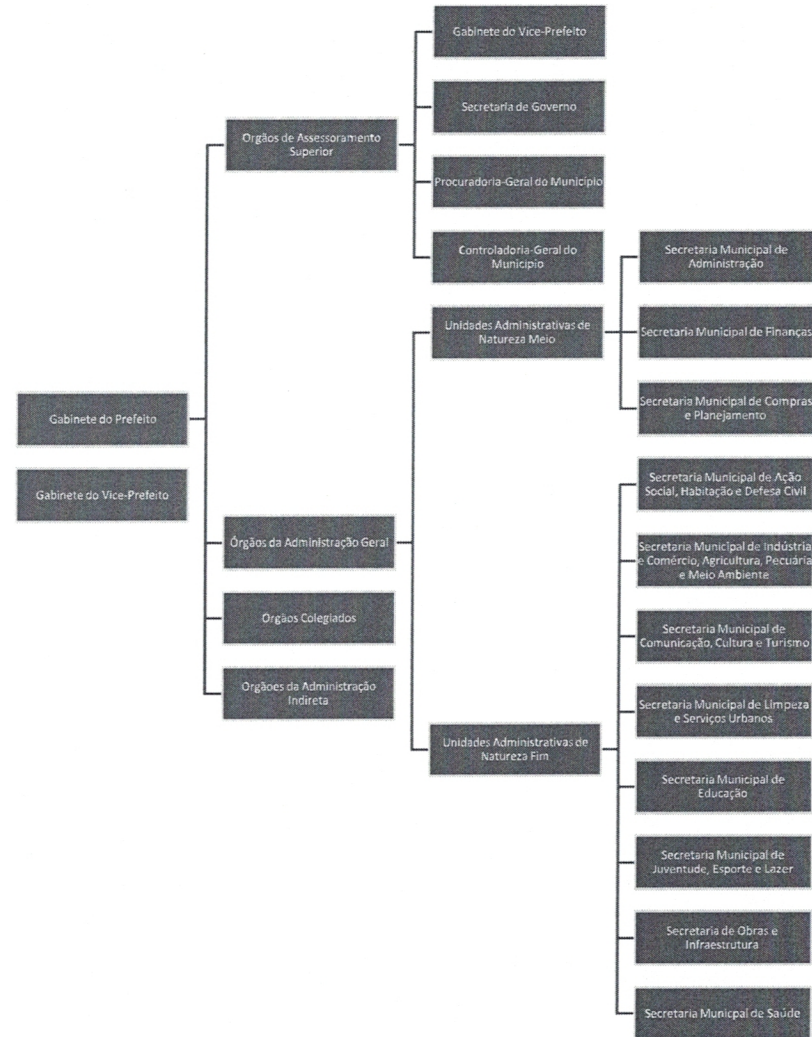 Gabinete do Prefeito
Gabinete do Vice-Prefeito
Orgãos de Assessoramento
Superior
Gabinete do Vice-Prefeito
Secretaria de Governo
Procuradoria-Geral do Município
Controladoria-Geral do
Município
Órgãos da Administração Geral
Unidades Administrativas de
Natureza Meio
Secretaria Municipal de
Administração
Secretaria Municipal de Finanças
Secretaria Municipal de Compras
e Planejamento
Unidades Administrativas de
Natureza Fim
Secretaria Municipal de Ação
Social, Habitação e Defesa Civil
Secretaria Municipal de Indústria
e Comércio, Agricultura, Pecuária
e Meio Ambiente
Secretaria Municipal de
Comunicação, Cultura e Turismo
Secretaria Municipal de Limpeza
e Serviços Urbanos
Secretaria Municipal de
Educação
Secretaria Municipal de
Juventude, Esporte e Lazer
Secretaria de Obras e
Infraestrutura
Secretaria Municpal de Saúde
Orgãos Colegiados
Orgãoes da Administração
Indireta